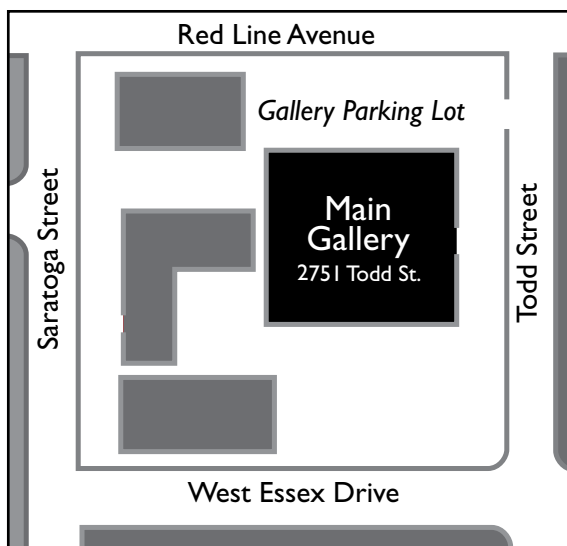 Red Line Avenue
Gallery Parking Lot
Saratoga Street
Main
Gallery
2751 Todd St.
Todd Street
West Essex Drive